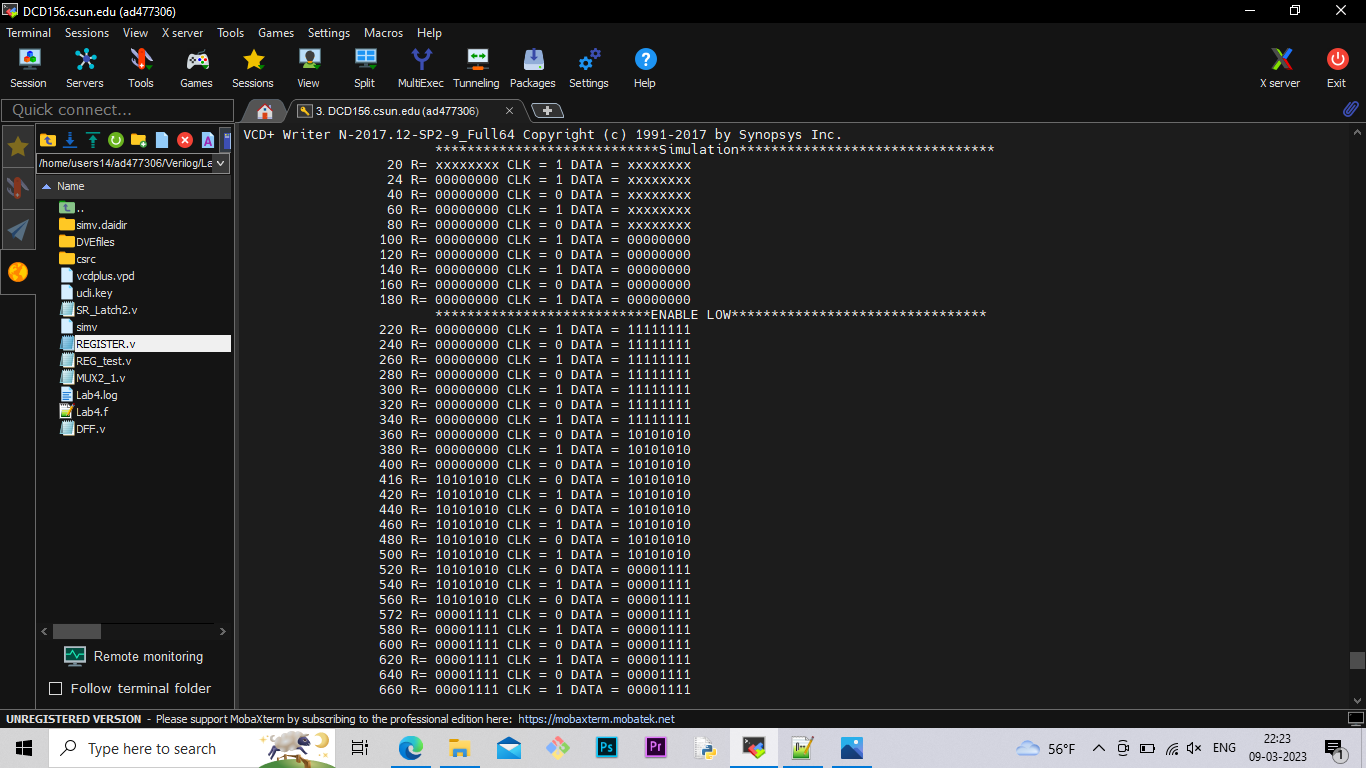 DCD156.csun.edu (ad477306)
Terminal Sessions View X server Tools Games Settings Macros Help
Session Servers Tools Games Sessions View Split MultiExec Tunneling Packages Settings Help X server Exit
Quick connect...
3. DCD156.csun.edu (ad477306)
/home/users14/ad477306/Verilog/La
Name
..
simv.daidir
DVEfiles
csrc
vcdplus.vpd
ucli.key
SR_Latch2.v
simv
REGISTER.v
REG_test.v
MUX2_1.v
Lab4.log
Lab4.f
DFF.v
Remote monitoring
Follow terminal folder
VCD+ Writer N-2017.12-SP2-9_Full64 Copyright (c) 1991-2017 by Synopsys Inc.
****************************Simulation********************************
20 R= xxxxxxxx CLK = 1 DATA = xxxxxxxx
24 R= 00000000 CLK = 1 DATA = xxxxxxxx
40 R= 00000000 CLK = 0 DATA = xxxxxxxx
60 R= 00000000 CLK = 1 DATA = xxxxxxxx
80 R= 00000000 CLK = 0 DATA = xxxxxxxx
100 R= 00000000 CLK = 1 DATA = 00000000
120 R= 00000000 CLK = 0 DATA = 00000000
140 R= 00000000 CLK = 1 DATA = 00000000
160 R= 00000000 CLK = 0 DATA = 00000000
180 R= 00000000 CLK = 1 DATA = 00000000
***************************ENABLE LOW********************************
220 R= 00000000 CLK = 1 DATA = 11111111
240 R= 00000000 CLK = 0 DATA = 11111111
260 R= 00000000 CLK = 1 DATA = 11111111
280 R= 00000000 CLK = 0 DATA = 11111111
300 R= 00000000 CLK = 1 DATA = 11111111
320 R= 00000000 CLK = 0 DATA = 11111111
340 R= 00000000 CLK = 1 DATA = 11111111
360 R= 00000000 CLK = 0 DATA = 10101010
380 R= 00000000 CLK = 1 DATA = 10101010
400 R= 00000000 CLK = 0 DATA = 10101010
416 R= 10101010 CLK = 0 DATA = 10101010
420 R= 10101010 CLK = 1 DATA = 10101010
440 R= 10101010 CLK = 0 DATA = 10101010
460 R= 10101010 CLK = 1 DATA = 10101010
480 R= 10101010 CLK = 0 DATA = 10101010
500 R= 10101010 CLK = 1 DATA = 10101010
520 R= 10101010 CLK = 0 DATA = 00001111
540 R= 10101010 CLK = 1 DATA = 00001111
560 R= 10101010 CLK = 0 DATA = 00001111
572 R= 00001111 CLK = 0 DATA = 00001111
580 R= 00001111 CLK = 1 DATA = 00001111
600 R= 00001111 CLK = 0 DATA = 00001111
620 R= 00001111 CLK = 1 DATA = 00001111
640 R= 00001111 CLK = 0 DATA = 00001111
660 R= 00001111 CLK = 1 DATA = 00001111
UNREGISTERED VERSION - Please support MobaXterm by subscribing to the professional edition here: https://mobaxterm.mobatek.net
Type here to search
Ps
Pr
56°F
ENG
22:23
09-03-2023
1